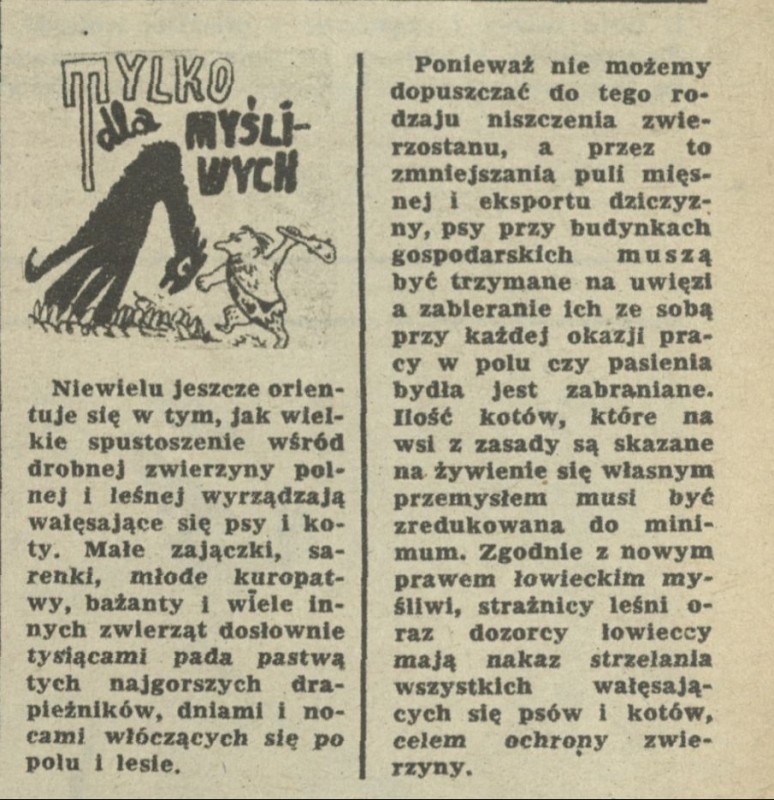 TYLKO
dla MYŚLI-
WYCH
Niewielu jeszcze orien-
tuje się w tym, jak wiel-
kie spustoszenie wśród
drobnej zwierzyny pol-
nej i leśnej wyrządzają
wałęsające się psy i ko-
ty. Małe zajączki, sa-
renki, młode kuropat-
wy, bażanty i wiele in-
nych zwierząt dosłownie
tysiącami pada pastwą
tych najgorszych dra-
pieżników, dniami i no-
cami włóczących się po
polu i lesie.
Ponieważ nie możemy
dopuszczać do tego ro-
dzaju niszczenia zwie-
rzostanu, a przez to
zmniejszania puli mięs-
nej i eksportu dziczyz-
ny, psy przy budynkach
gospodarskich muszą
być trzymane na uwięzi
a zabieranie ich ze sobą
przy każdej okazji pra-
cy w polu czy pasienia
bydła jest zabraniane.
Ilość kotów, które na
wsi z zasady są skazane
na żywienie się własnym
przemysłem musi być
zredukowana do mini-
mum. Zgodnie z nowym
prawem łowieckim my-
śliwi, strażnicy leśni o-
raz dozorcy łowieccy
mają nakaz strzelania
wszystkich wałęsają-
cych się psów i kotów,
celem ochrony zwie-
rzyny.